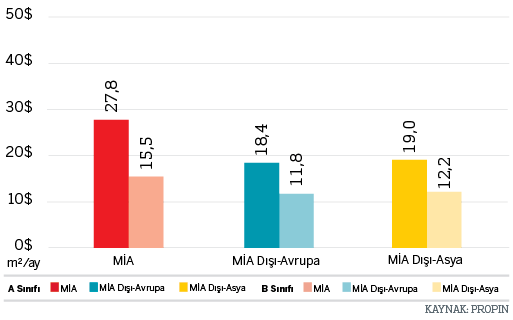 50$
40$
30$
20$
10$
0$
m²/ay
27,8
15,5
18,4
11,8
19,0
12,2
MİA
MİA Dışı-Avrupa
MİA Dışı-Asya
A Sınıfı MİA MİA Dışı-Avrupa MİA Dışı-Asya B Sınıfı MİA MİA Dışı-Avrupa MİA Dışı-Asya
KAYNAK: PROPIN